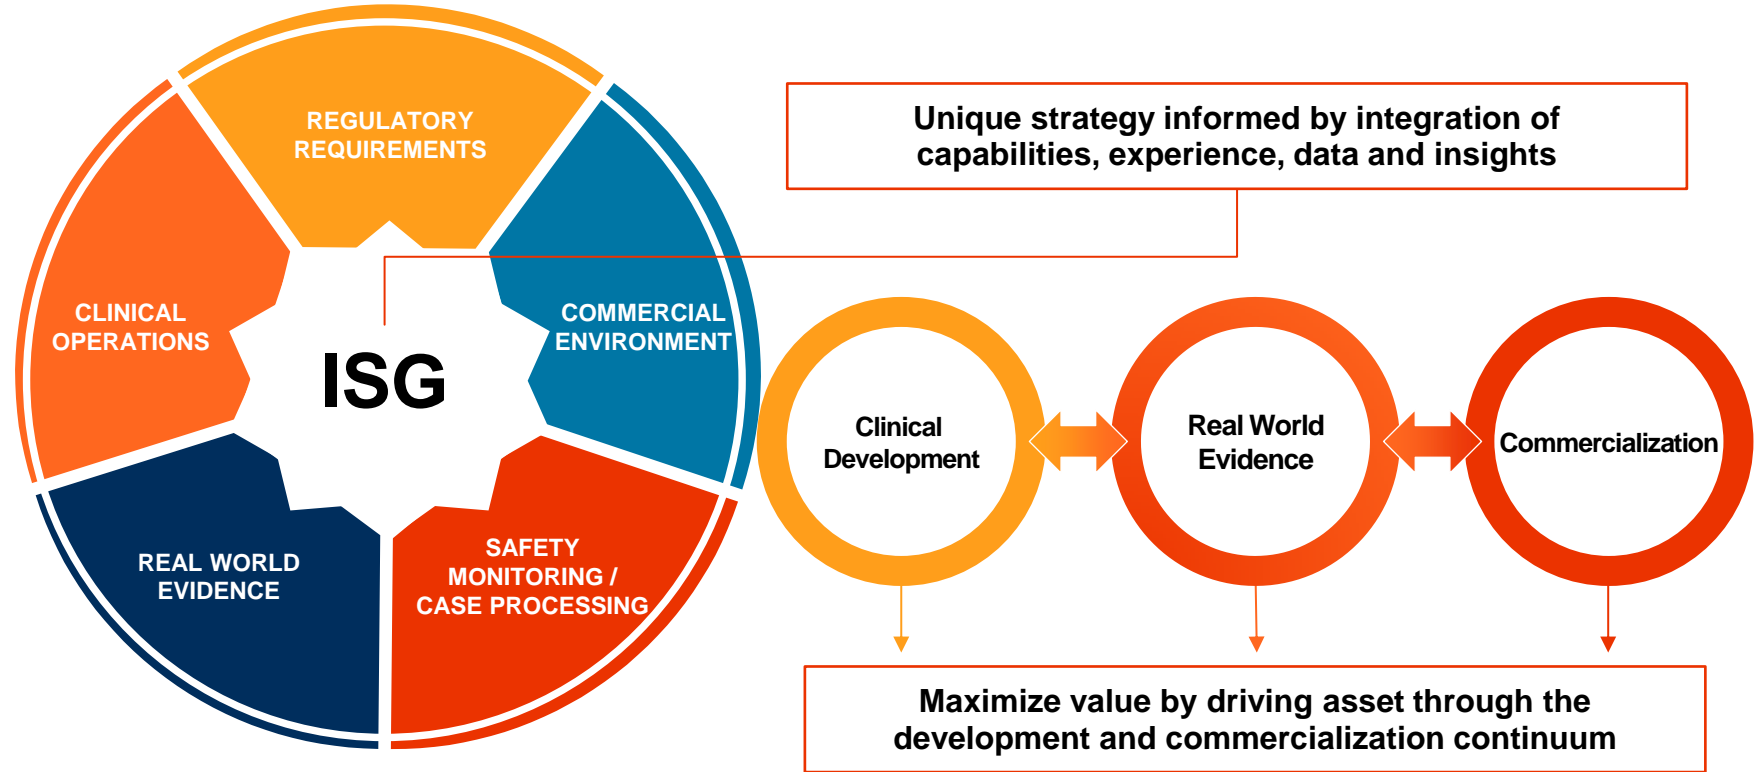 REGULATORY
REQUIREMENTS
Unique strategy informed by integration of
capabilities, experience, data and insights
CLINICAL
OPERATIONS
COMMERCIAL
ENVIRONMENT
ISG
REAL WORLD
EVIDENCE
SAFETY
MONITORING /
CASE PROCESSING
Clinical
Development
Real World
Evidence
Commercialization
Maximize value by driving asset through the
development and commercialization continuum